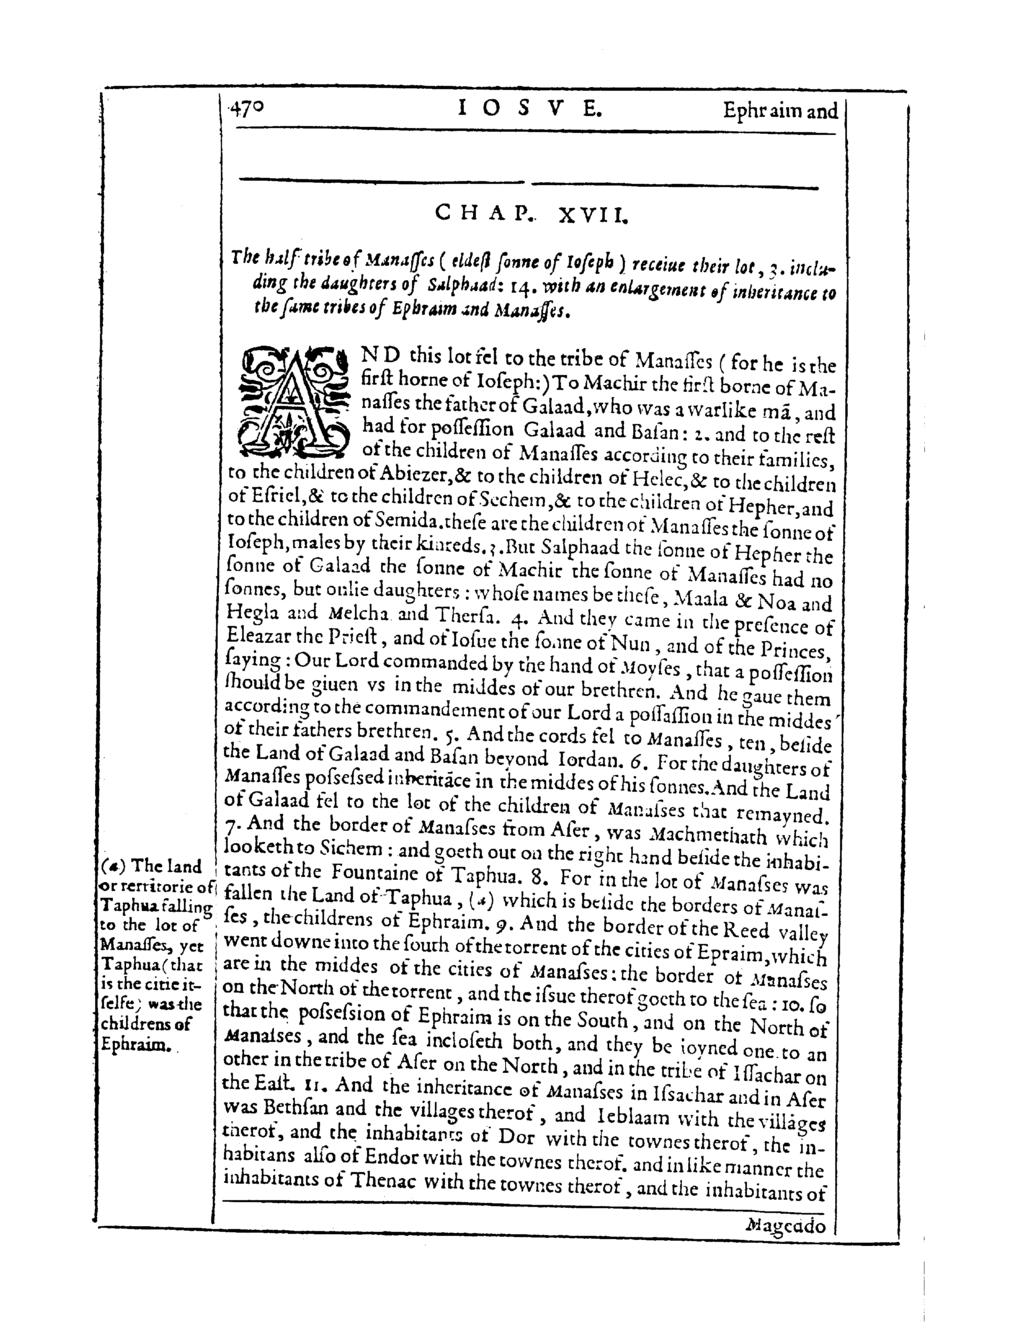 470 IOSVE. Ephraim and
CHAP. XVII.
The half tribe of Manasses ( eldest sonne of Ioseph ) receiue their lot, 3. inclu-
ding the daughters of Salphaad: 14. with an enlargement of inheritance to
the same tribes of Ephraim and Manasses.
AND this lot fel to the tribe of Manasses ( for he is the
first borne of Ioseph:) To Machir the first borne of Ma-
nasses the father of Galaad, who was a warlike mā, and
had for possession Galaad and Basan: 2. and to the rest
of the children of Manasses according to their families,
to the children of Abiezer, & to the children of Helec, & to the children
of Esriel, & to the children of Sechem, & to the children of Hepher, and
to the children of Semida. these are the children of Manasses the sonne of
Ioseph, males by their kinreds. 3. But Salphaad the sonne of Hepher the
sonne of Galaad the sonne of Machir the sonne of Manasses had no
sonnes, but onlie daughters : whose names be these, Maala & Noa and
Hegla and Melcha and Thersa. 4. And they came in the presence of
Eleazar the Priest, and of Iosue the sonne of Nun, and of the Princes,
saying : Our Lord commanded by the hand of Moyses, that a possession
should be giuen vs in the middes of our brethren. And he gaue them
according to the commandement of our Lord a possassion in the middes
of their fathers brethren. 5. And the cords fel to Manasses, ten, beside
the Land of Galaad and Basan beyond Iordan. 6. For the daughters of
Manasses possessed inheritāce in the middes of his sonnes. And the Land
of Galaad fel to the lot of the children of Manasses that remayned.
7. And the border of Manasses from Aser, was Machmethath which
looketh to Sichem : and goeth out on the right hand beside the inhabi-
tants of the Fountaine of Taphua. 8. For in the lot of Manasses was
fallen the Land of Taphua, (a) which is beside the borders of Manas-
ses, the childrens of Ephraim. 9. And the border of the Reed valley
went downe into the south of the torrent of the cities of Epraim, which
are in the middes of the cities of Manasses: the border of Manasses
on the North of the torrent, and the issue therof goeth to the sea : 10. so
that the possession of Ephraim is on the South, and on the North of
Manasses, and the sea incloseth both, and they be ioyned one to an
other in the tribe of Aser on the North, and in the tribe of Issachar on
the East. 11. And the inheritance of Manasses in Issachar and in Aser
was Bethsan and the villages therof, and Ieblaam with the villages
therof, and the inhabitants of Dor with the townes therof, the in-
habitans also of Endor with the townes therof. and in like manner the
inhabitants of Thenac with the townes therof, and the inhabitants of
Mageado
(a) The land
or territorie of
Taphua falling
to the lot of
Manasses, yet
Taphua (that
is the citie it-
selfe) was the
childrens of
Ephraim.